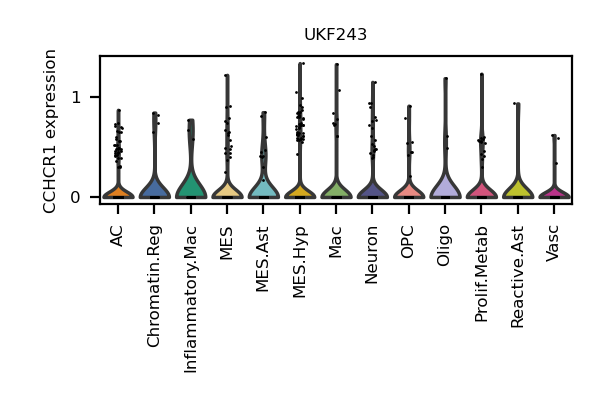 UKF243
CCHCR1 expression
1
0
AC
Chromatin.Reg
Inflammatory.Mac
MES
MES.Ast
MES.Hyp
Mac
Neuron
OPC
Oligo
Prolif.Metab
Reactive.Ast
Vasc